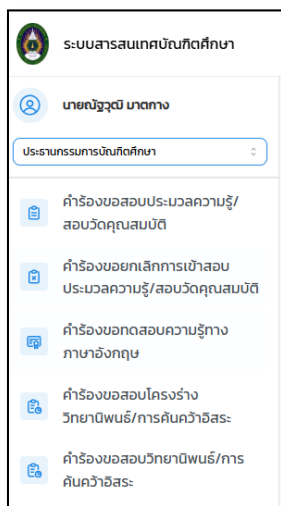 ระบบสารสนเทศบัณฑิตศึกษา
นายณัฐวุฒิ มาตกาง
ประธานกรรมการบัณฑิตศึกษา
คำร้องขอสอบประมวลความรู้/
สอบวัดคุณสมบัติ
คำร้องขอยกเลิกการเข้าสอบ
ประมวลความรู้/สอบวัดคุณสมบัติ
คำร้องขอทดสอบความรู้ทาง
ภาษาอังกฤษ
คำร้องขอสอบโครงร่าง
วิทยานิพนธ์/การค้นคว้าอิสระ
คำร้องขอสอบวิทยานิพนธ์/การ
ค้นคว้าอิสระ